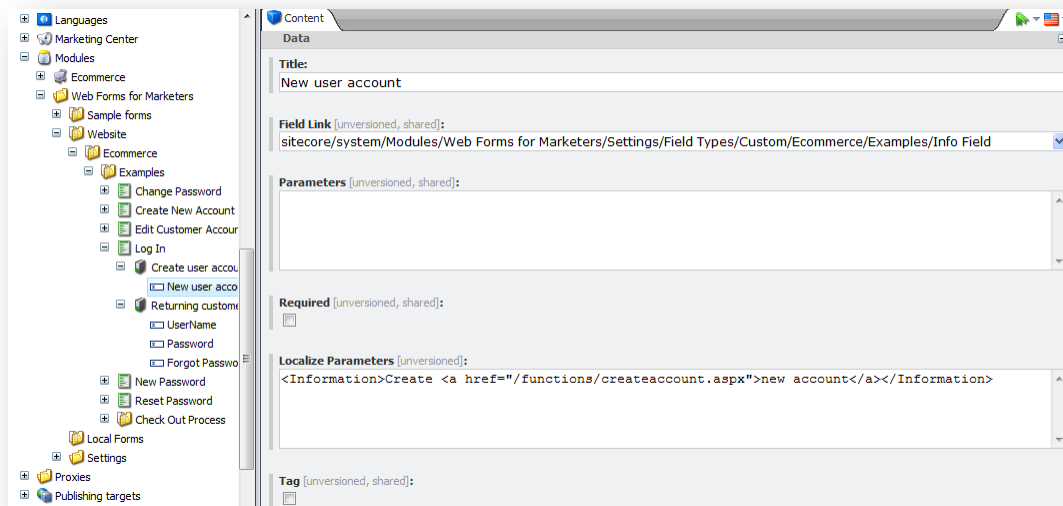 Languages
Marketing Center
Modules
Ecommerce
Web Forms for Marketers
Sample forms
Website
Ecommerce
Examples
Change Password
Create New Account
Edit Customer Accour
Log In
Create user accou
New user acco
Returning custome
UserName
Password
Forgot Passwo
New Password
Reset Password
Check Out Process
Local Forms
Settings
Proxies
Publishing targets
Content
Data
Title:
New user account
Field Link [unversioned, shared]:
sitecore/system/Modules/Web Forms for Marketers/Settings/Field Types/Custom/Ecommerce/Examples/Info Field
Parameters [unversioned, shared]:
Required [unversioned, shared]:
Localize Parameters [unversioned]:
<Information>Create <a href="/functions/createaccount.aspx">new account</a></Information>
Tag [unversioned, shared]: